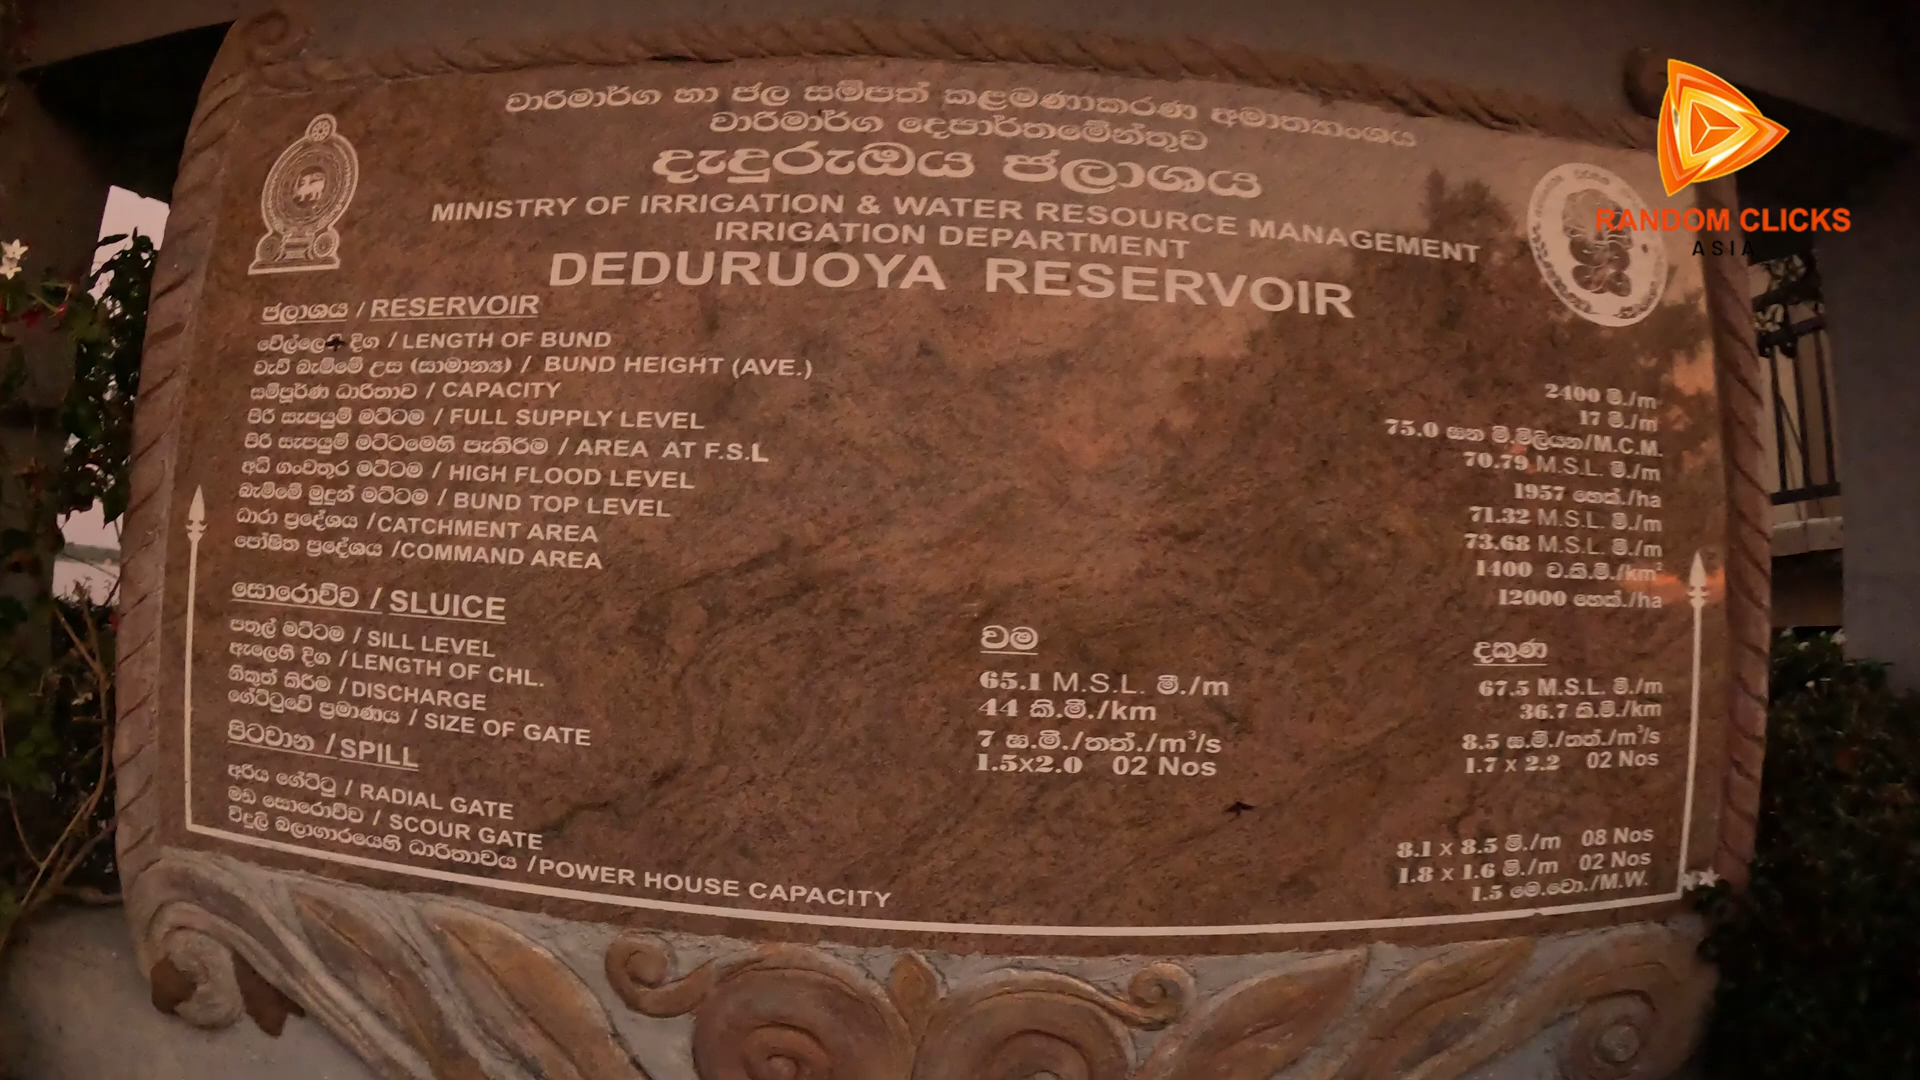 වාරිමාර්ග හා ජල සම්පත් කළමණාකරණ අමාත්‍යාංශය
වාරිමාර්ග දෙපාර්තමේන්තුව
දැදුරුඔය ජලාශය
MINISTRY OF IRRIGATION & WATER RESOURCE MANAGEMENT
IRRIGATION DEPARTMENT
DEDURUOYA RESERVOIR
RANDOM CLICKS
ASIA
ජලාශය / RESERVOIR
වේල්ලේ දිග / LENGTH OF BUND 2400 මී./m
වැව් බැම්මේ උස (සාමාන්‍ය) / BUND HEIGHT (AVE.) 17 මී./m
සම්පූර්ණ ධාරිතාව / CAPACITY 75.0 ඝන මී.මිලියන/M.C.M.
පිරි සැපයුම් මට්ටම / FULL SUPPLY LEVEL 70.79 M.S.L. මී./m
පිරි සැපයුම් මට්ටමෙහි පැතිරීම / AREA AT F.S.L 1957 හෙක්./ha
අධි ගංවතුර මට්ටම / HIGH FLOOD LEVEL 71.32 M.S.L. මී./m
බැම්මේ මුදුන් මට්ටම / BUND TOP LEVEL 73.68 M.S.L. මී./m
ධාරා ප්‍රදේශය /CATCHMENT AREA 1400 ව.කි.මී./km²
පෝෂිත ප්‍රදේශය /COMMAND AREA 12000 හෙක්./ha
සොරොව්ව / SLUICE වම දකුණ
පතුල් මට්ටම / SILL LEVEL 65.1 M.S.L. මී./m 67.5 M.S.L. මී./m
ඇලෙහි දිග / LENGTH OF CHL. 44 කි.මී./km 36.7 කි.මී./km
නිකුත් කිරීම / DISCHARGE 7 ඝ.මී./තත්./m³/s 8.5 ඝ.මී./තත්./m³/s
ගේට්ටුවේ ප්‍රමාණය / SIZE OF GATE 1.5x2.0 02 Nos 1.7 x 2.2 02 Nos
පිටවාන / SPILL
අරීය ගේට්ටු / RADIAL GATE 8.1 x 8.5 මී./m 08 Nos
මඩ සොරොව්ව / SCOUR GATE 1.8 x 1.6 මී./m 02 Nos
විදුලි බලාගාරයෙහි ධාරිතාවය / POWER HOUSE CAPACITY 1.5 මෙ.වො./M.W.